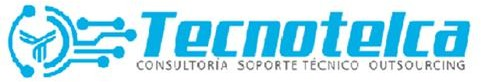 Tecnotelca
CONSULTORÍA SOPORTE TÉCNICO OUTSOURCING